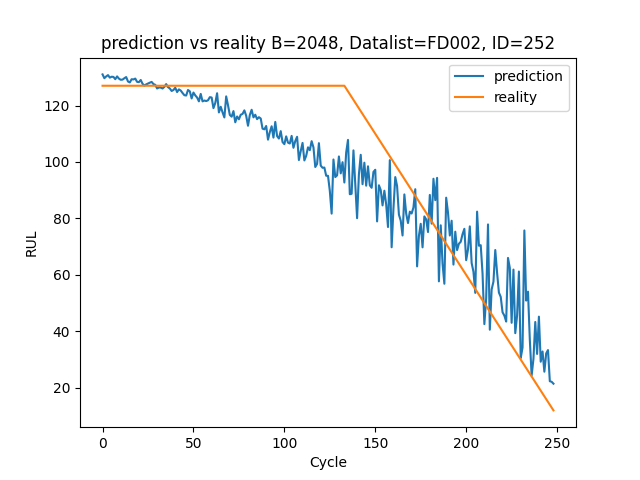 prediction vs reality B=2048, Datalist=FD002, ID=252
prediction
reality
120
100
80
60
40
20
RUL
0 50 100 150 200 250
Cycle